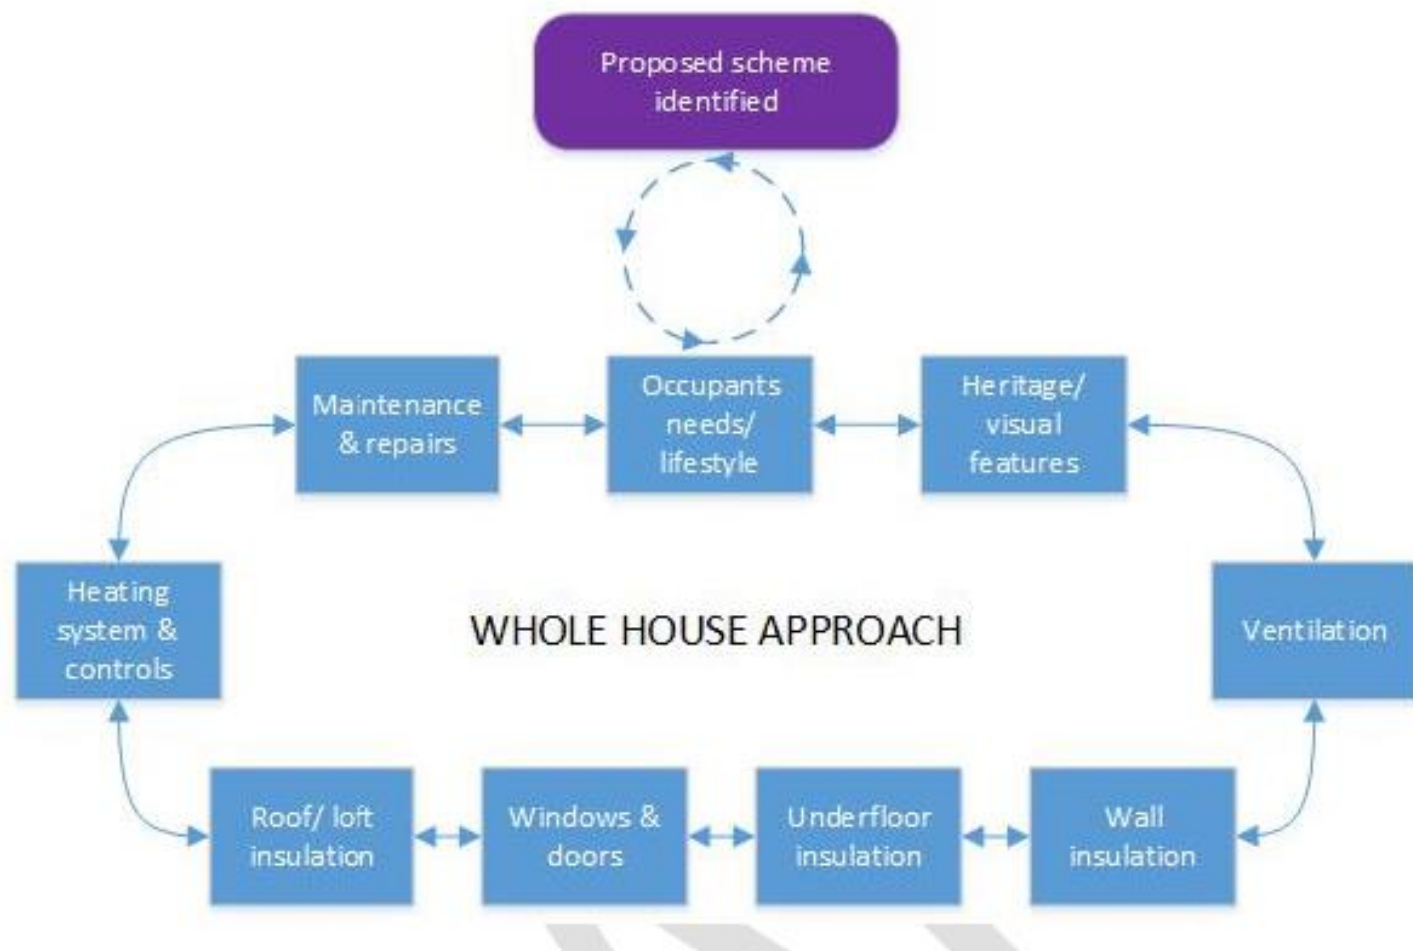 Proposed scheme
identified
Maintenance
& repairs
Occupants
needs/
lifestyle
Heritage/
visual
features
Heating
system &
controls
WHOLE HOUSE APPROACH
Ventilation
Roof/ loft
insulation
Windows &
doors
Underfloor
insulation
Wall
insulation